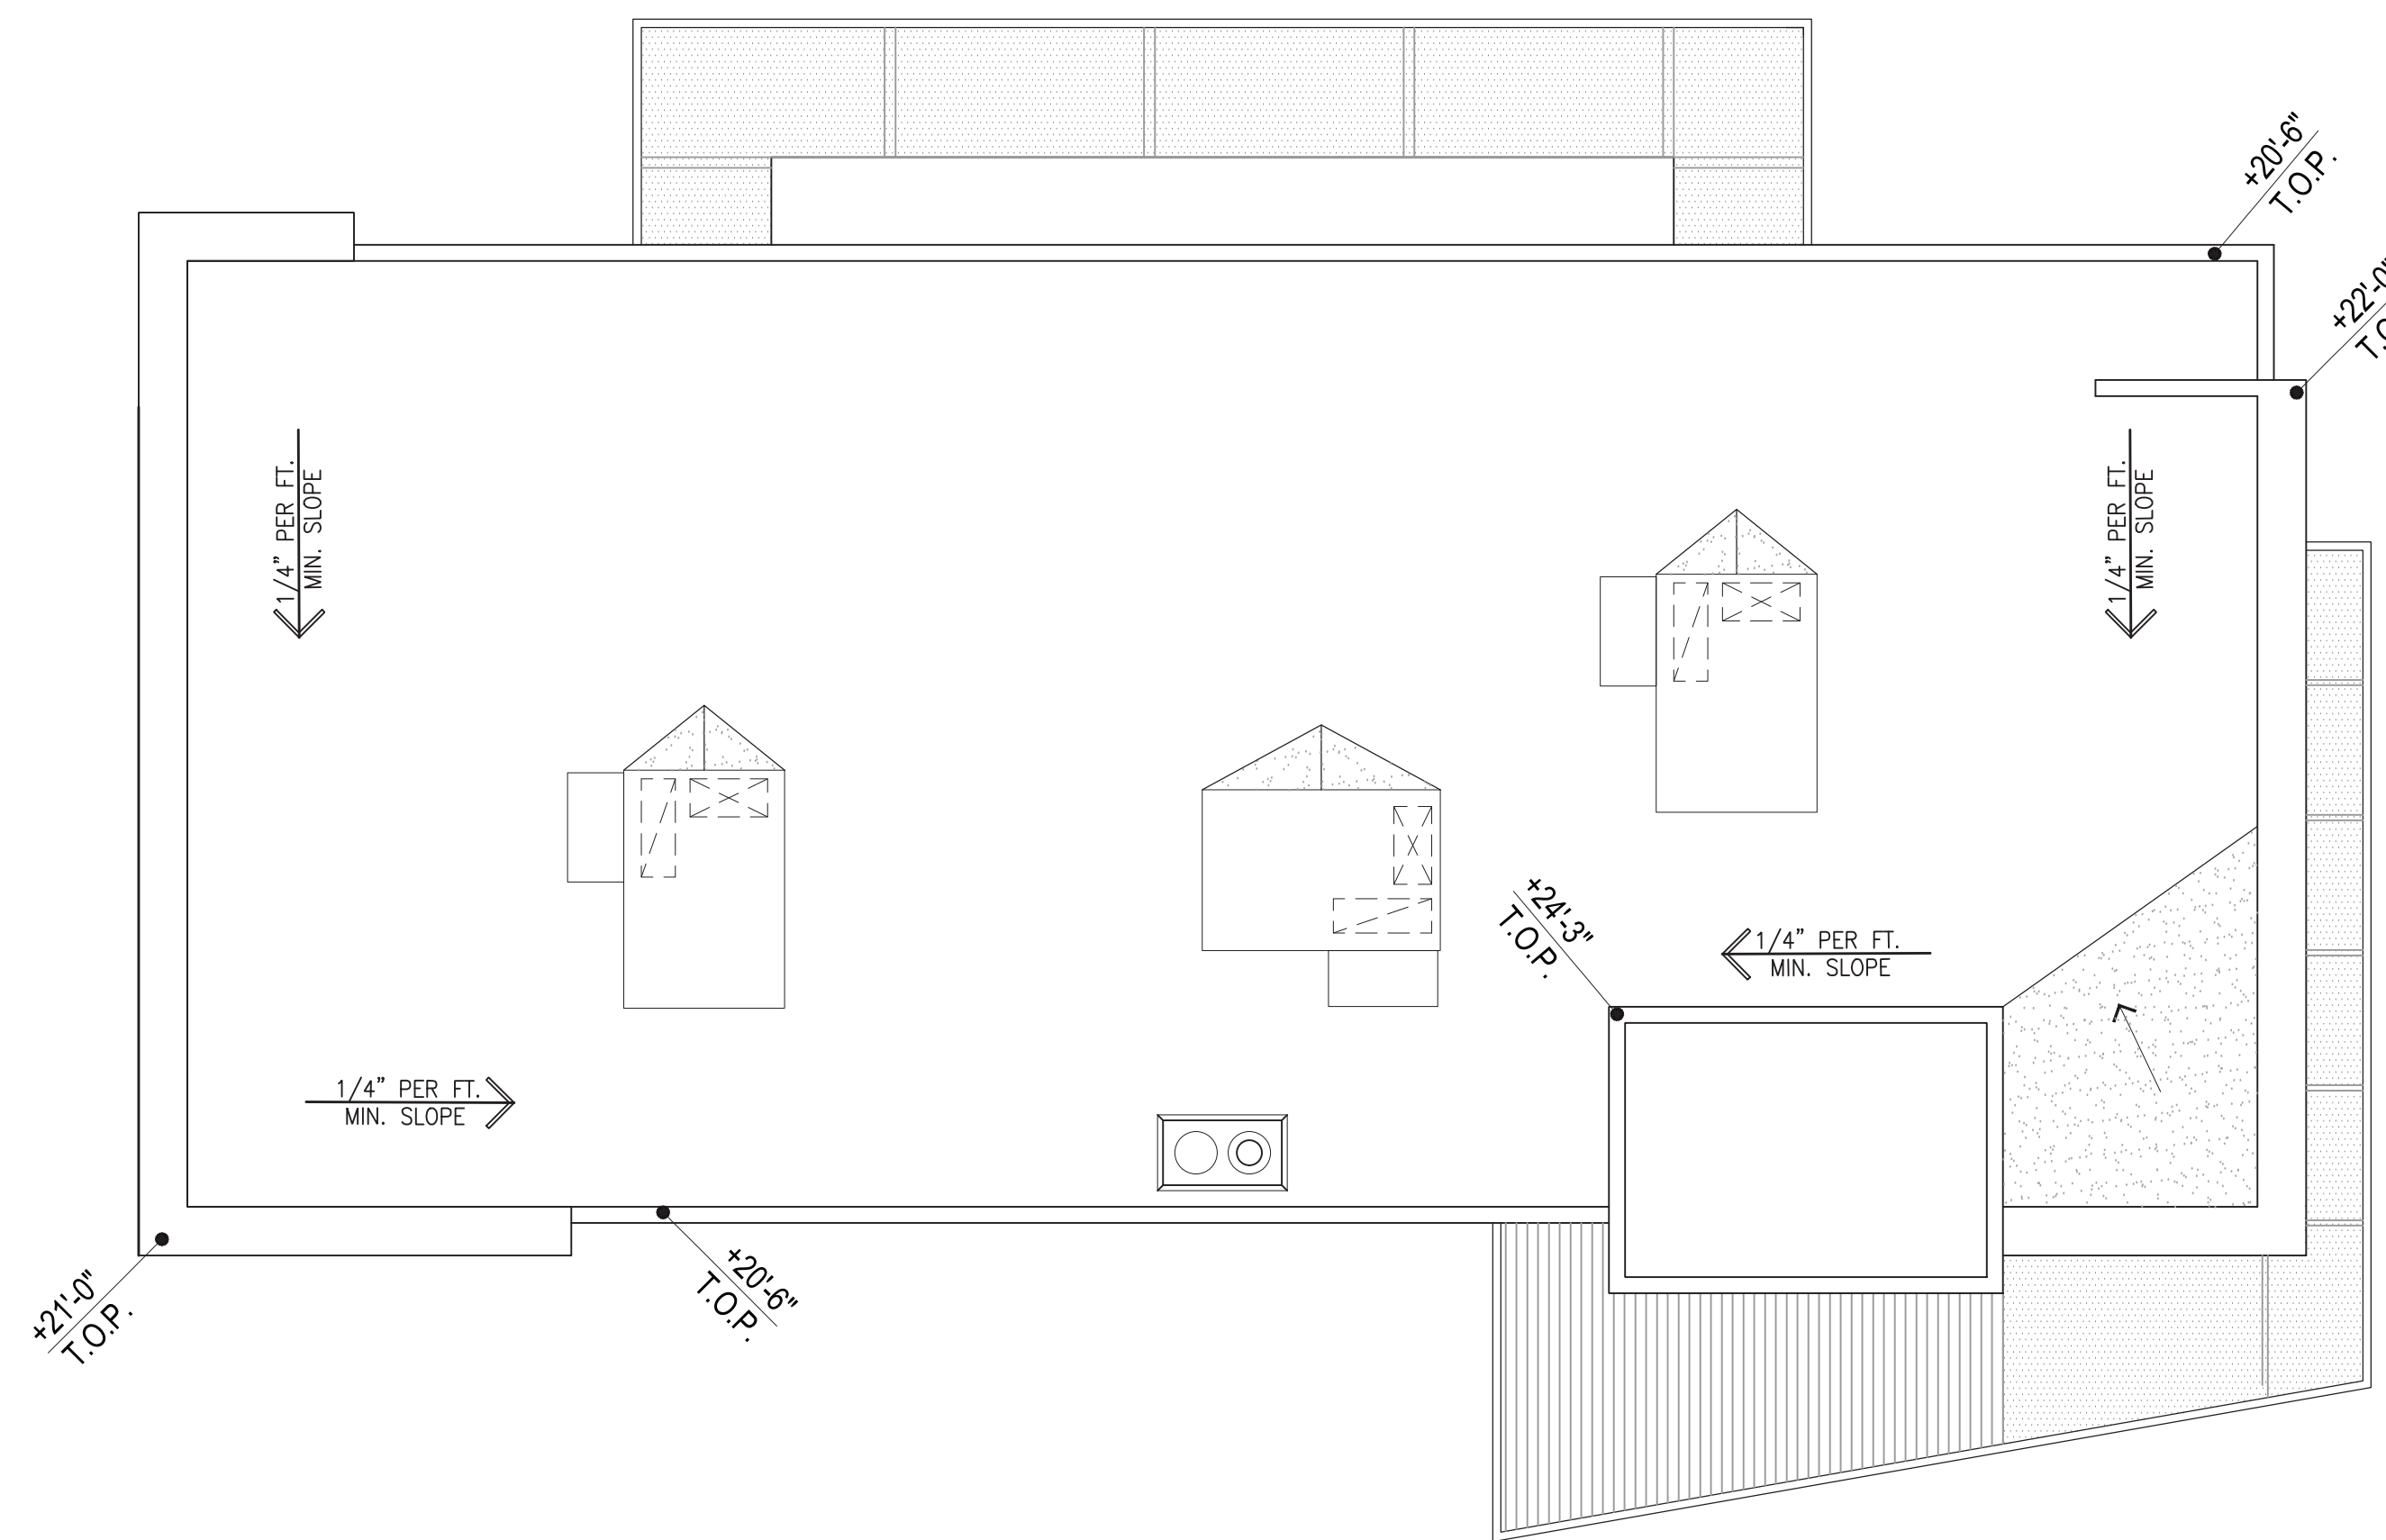 +20'-6"
T.O.P.
+22'-0"
1/4” PER FT.
MIN. SLOPE
1/4” PER FT.
MIN. SLOPE
+24'-3"
T.O.P.
1/4” PER FT.
MIN. SLOPE
1/4” PER FT.
MIN. SLOPE
+21'-0"
T.O.P.
+20'-6"
T.O.P.